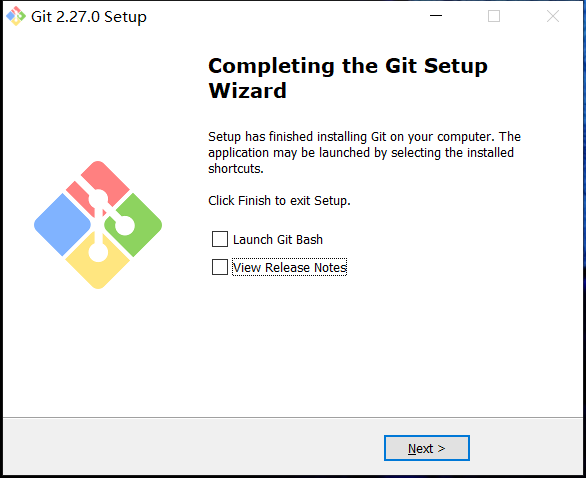 Git 2.27.0 Setup
Completing the Git Setup
Wizard
Setup has finished installing Git on your computer. The
application may be launched by selecting the installed
shortcuts.
Click Finish to exit Setup.
Launch Git Bash
View Release Notes
Next >